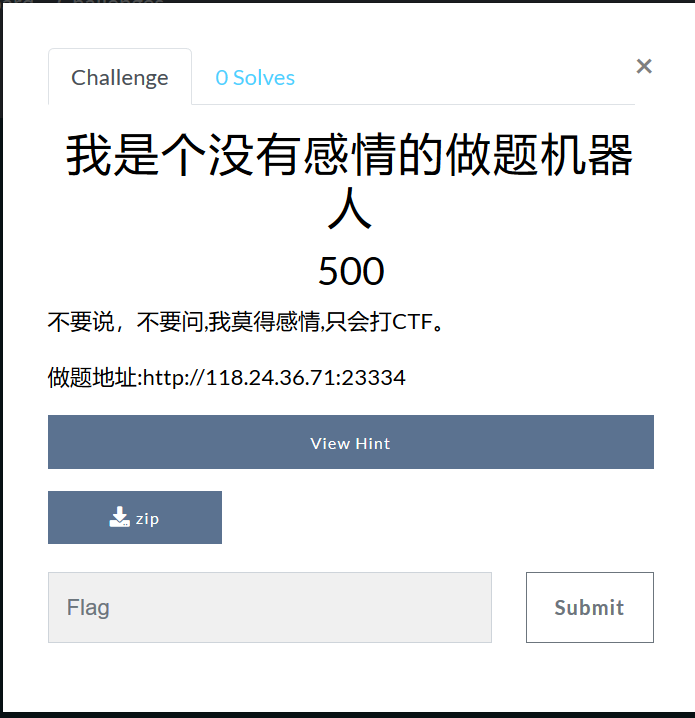 Challenge
0 Solves
×
我是个没有感情的做题机器
人
500
不要说，不要问,我莫得感情,只会打CTF。
做题地址:http://118.24.36.71:23334
View Hint
zip
Flag
Submit